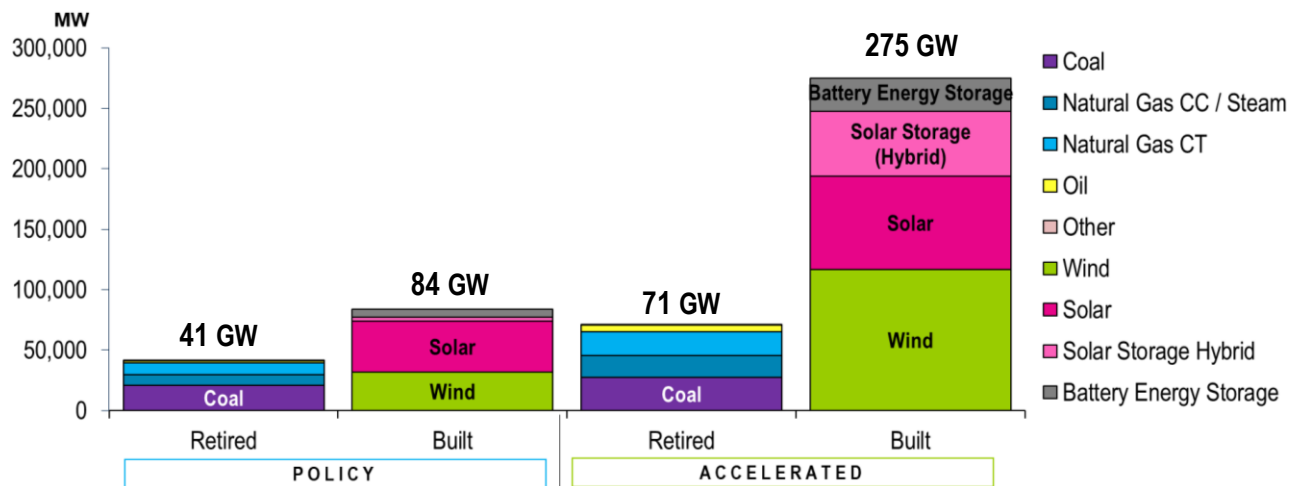 MW
300,000
250,000
200,000
150,000
100,000
50,000
0
41 GW
84 GW
71 GW
275 GW
Coal
Solar
Wind
Coal
Battery Energy Storage
Solar Storage
(Hybrid)
Solar
Wind
Retired
Built
Retired
Built
POLICY
ACCELERATED
Coal
Natural Gas CC / Steam
Natural Gas CT
Oil
Other
Wind
Solar
Solar Storage Hybrid
Battery Energy Storage